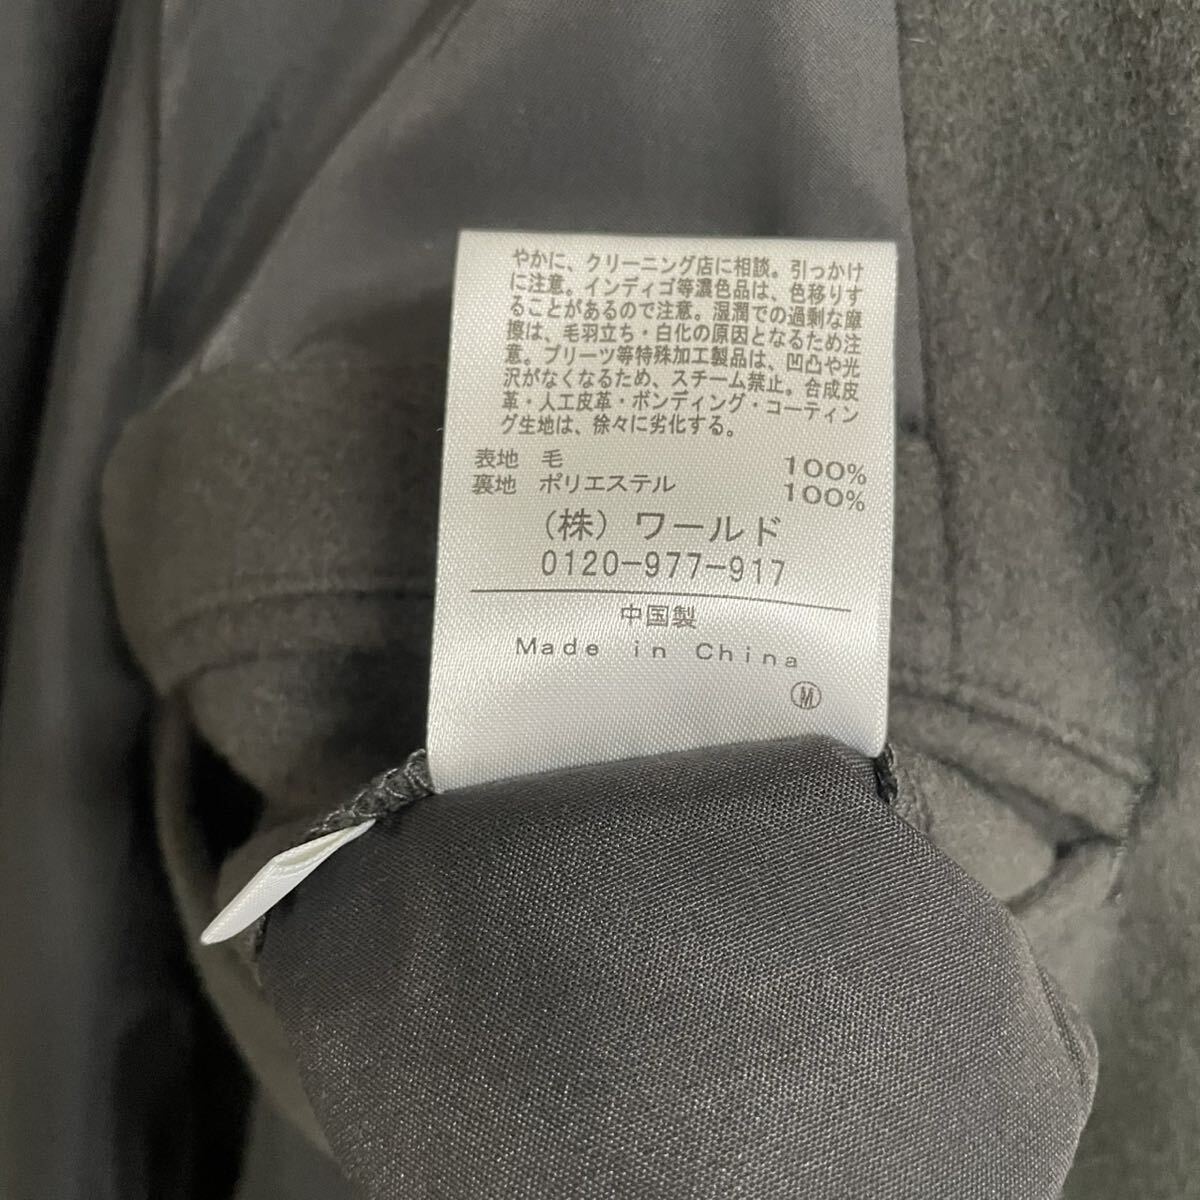 やかに、クリーニング店に相談。引っかけ
に注意。インディゴ等濃色品は、色移りす
ることがあるので注意。湿潤での過剰な摩
擦は、毛羽立ち・白化の原因となるため注
意。プリーツ等特殊加工製品は、凹凸や光
沢がなくなるため、スチーム禁止。合成皮
革・人工皮革・ボンディング・コーティン
グ生地は、徐々に劣化する。
表地 毛 100%
裏地 ポリエステル 100%
(株) ワールド
0120-977-917
中国製
Made in China
Ⓜ